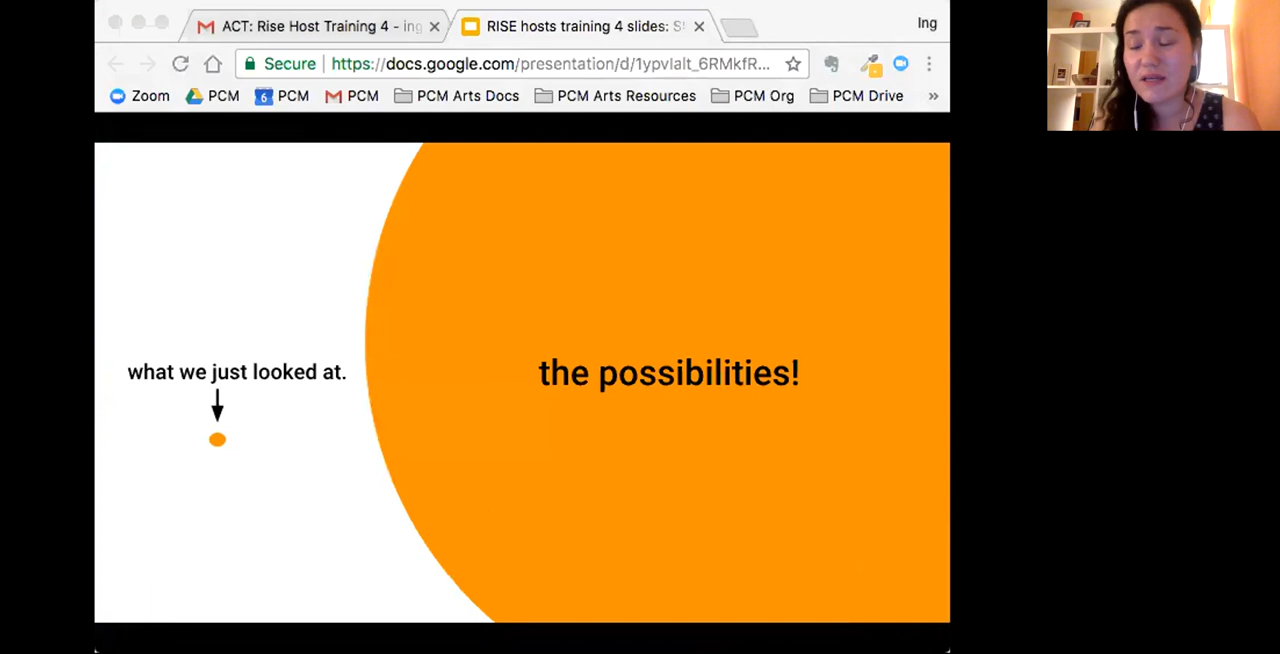 ACT: Rise Host Training 4 - ing
RISE hosts training 4 slides: S
Ing
Secure https://docs.google.com/presentation/d/1ypvlalt_6RMkfR...
6
Zoom PCM PCM PCM PCM Arts Docs PCM Arts Resources PCM Org PCM Drive »
what we just looked at.
the possibilities!